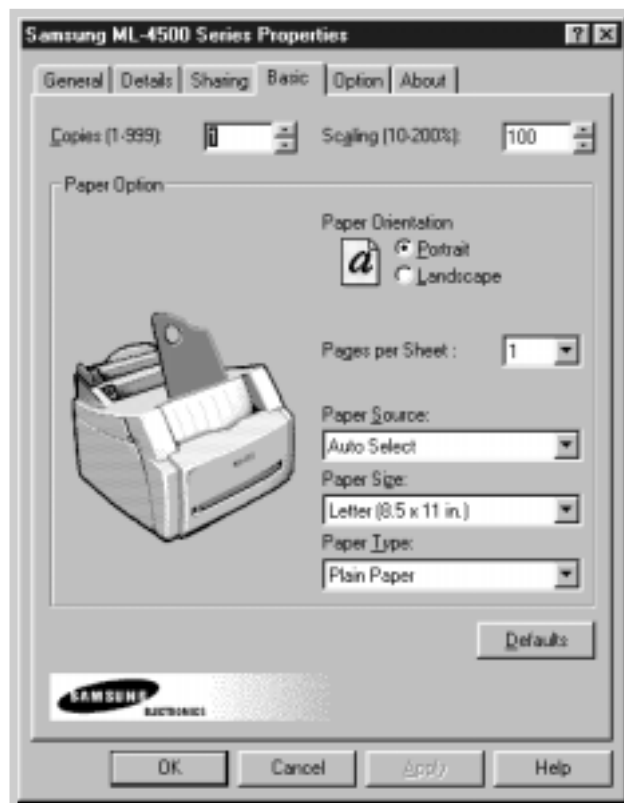 Samsung ML-4500 Series Properties
General Details Sharing Basic Option About
Copies (1-999): 1 Scaling (10-200%): 100
Paper Option
Paper Orientation
a
Portrait
Landscape
Pages per Sheet : 1
Paper Source:
Auto Select
Paper Size:
Letter (8.5 x 11 in.)
Paper Type:
Plain Paper
Defaults
SAMSUNG
ELECTRONICS
OK Cancel Apply Help